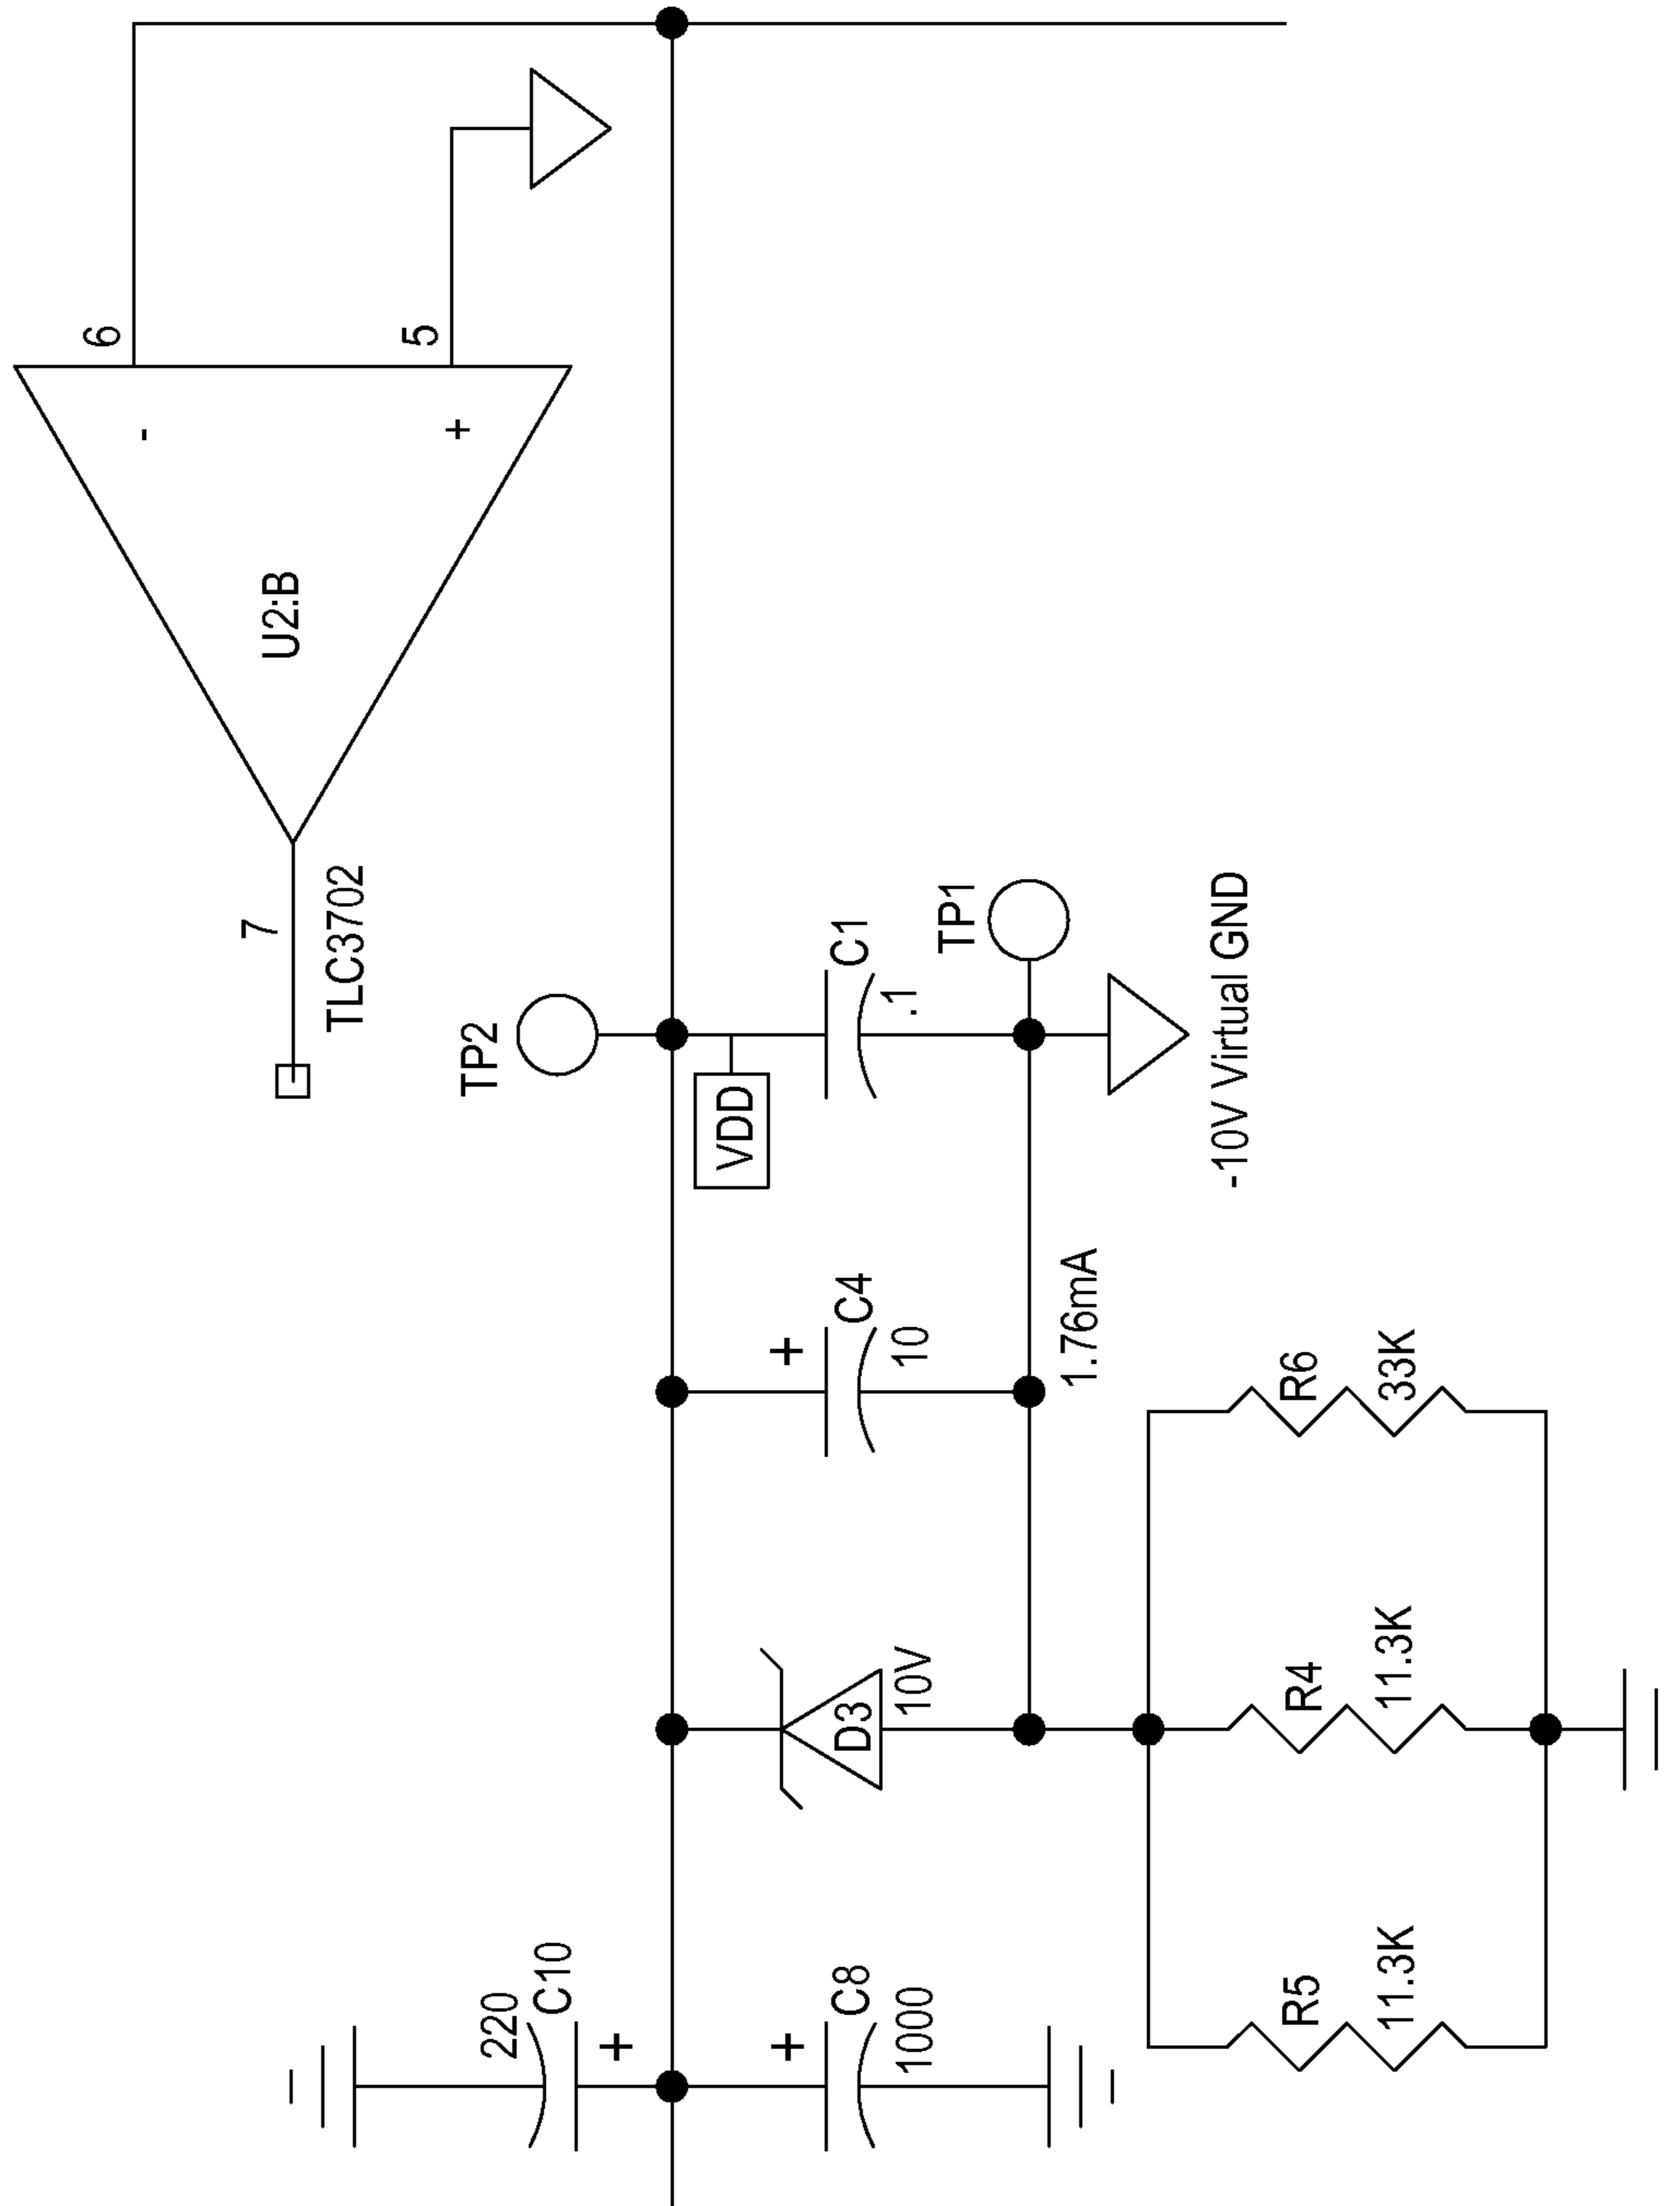 6
-
5
+
U2:B
7
TLC3702
TP2
VDD
C1
.1
TP1
-10V Virtual GND
+
C4
10
1.76mA
D3
10V
220
C10
+
+
C8
1000
R6
33K
R4
11.3K
R5
11.3K